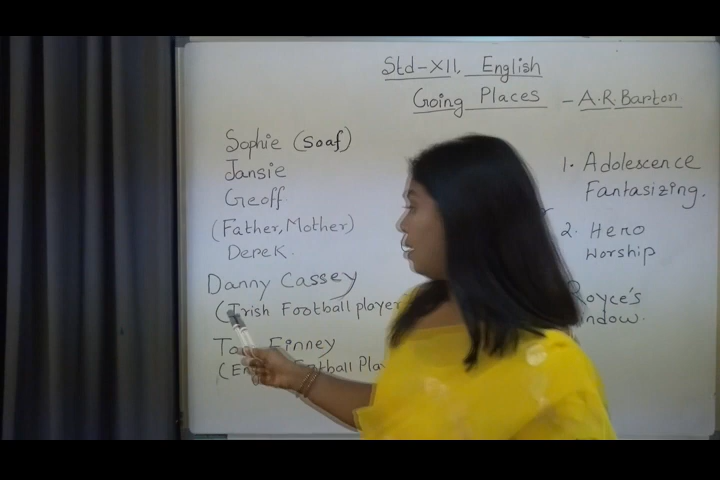 Std-XII, English
Going Places - A.R.Barton
Sophie (Soaf)
Jansie
Geoff
(Father, Mother)
Derek.
Danny Cassey
(Irish Football player
Finney
Football
1. Adolescence
Fantasizing.
2. Hero
Worship
Royce's